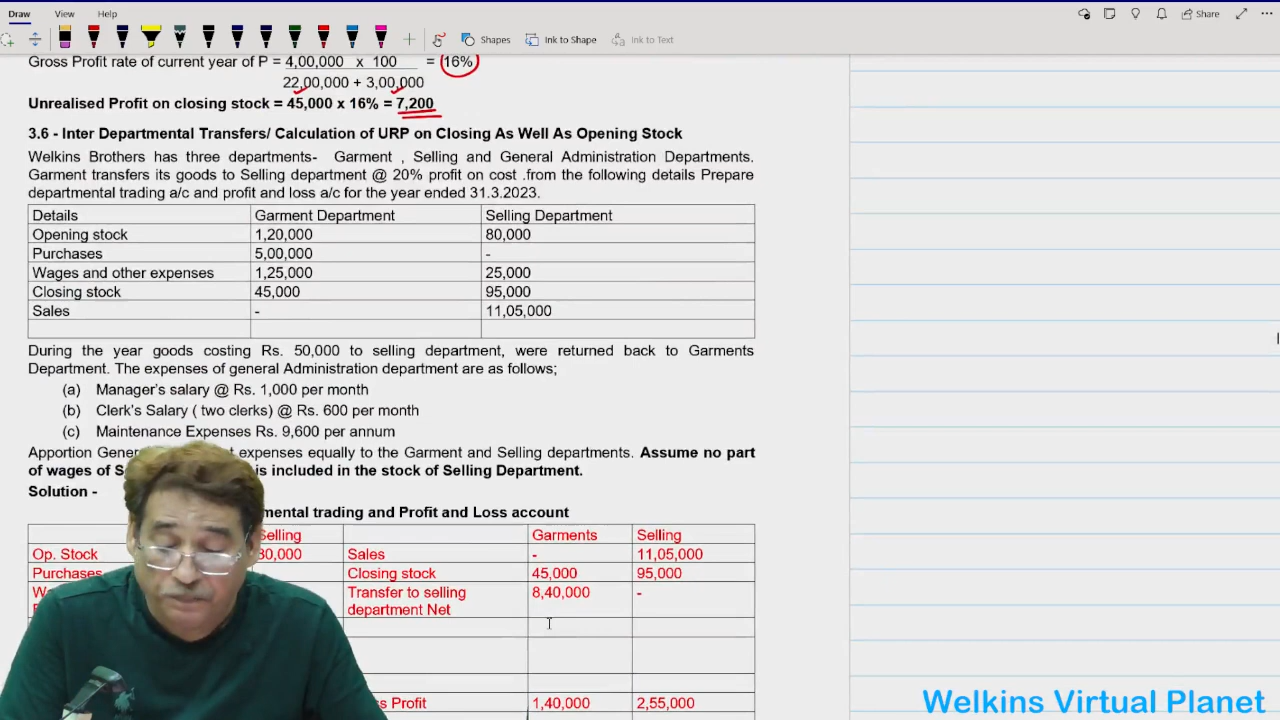 Draw View Help
Shapes Ink to Shape Ink to Text Share
Gross Profit rate of current year of P = 4,00,000 x 100 = 16%
22,00,000 + 3,00,000
Unrealised Profit on closing stock = 45,000 x 16% = 7,200
3.6 - Inter Departmental Transfers/ Calculation of URP on Closing As Well As Opening Stock
Welkins Brothers has three departments- Garment , Selling and General Administration Departments.
Garment transfers its goods to Selling department @ 20% profit on cost .from the following details Prepare
departmental trading a/c and profit and loss a/c for the year ended 31.3.2023.
Details Garment Department Selling Department
Opening stock 1,20,000 80,000
Purchases 5,00,000 -
Wages and other expenses 1,25,000 25,000
Closing stock 45,000 95,000
Sales - 11,05,000
During the year goods costing Rs. 50,000 to selling department, were returned back to Garments
Department. The expenses of general Administration department are as follows;
(a) Manager's salary @ Rs. 1,000 per month
(b) Clerk's Salary ( two clerks) @ Rs. 600 per month
(c) Maintenance Expenses Rs. 9,600 per annum
Apportion expenses equally to the Garment and Selling departments. Assume no part
of wages of is included in the stock of Selling Department.
Solution -
trading and Profit and Loss account
Selling Garments Selling
Op. Stock Sales - 11,05,000
Purchases Closing stock 45,000 95,000
Transfer to selling 8,40,000 -
department Net
Profit 1,40,000 2,55,000
Welkins Virtual Planet